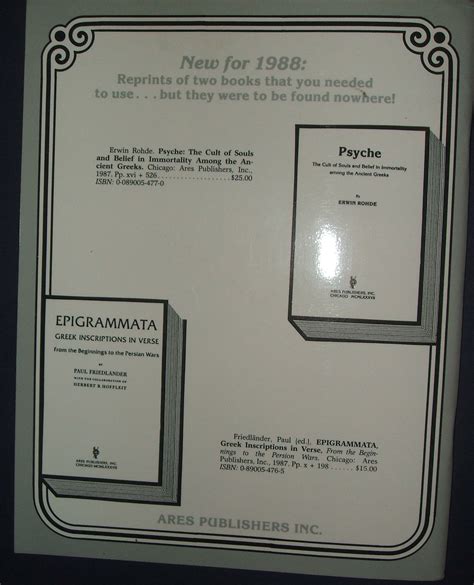 New for 1988:
Reprints of two books that you needed
to use . . . but they were to be found nowhere!
Erwin Rohde. Psyche: The Cult of Souls
and Belief in Immortality Among the An-
cient Greeks. Chicago: Ares Publishers, Inc.,
1987. Pp. xvi + 526. . . . . . . . . . . . . . . . . $25.00
ISBN: 0-089005-477-0
Psyche
The Cult of Souls and Belief in Immortality
among the Ancient Greeks
By
ERWIN ROHDE
ARES PUBLISHERS, INC.
CHICAGO MCMLXXXVII
EPIGRAMMATA
GREEK INSCRIPTIONS IN VERSE
From the Beginnings to the Persian Wars
BY
PAUL FRIEDLANDER
WITH THE COLLABORATION OF
HERBERT B HOFFLEIT
ARES PUBLISHERS, INC.
CHICAGO MCMLXXXVII
Friedländer, Paul (ed.). EPIGRAMMATA,
Greek Inscriptions in Verse, From the Begin-
nings to the Persian Wars. Chicago: Ares
Publishers, Inc., 1987. Pp. x + 198 . . . . . . $15.00
ISBN: 0-89005-476-5
ARES PUBLISHERS INC.